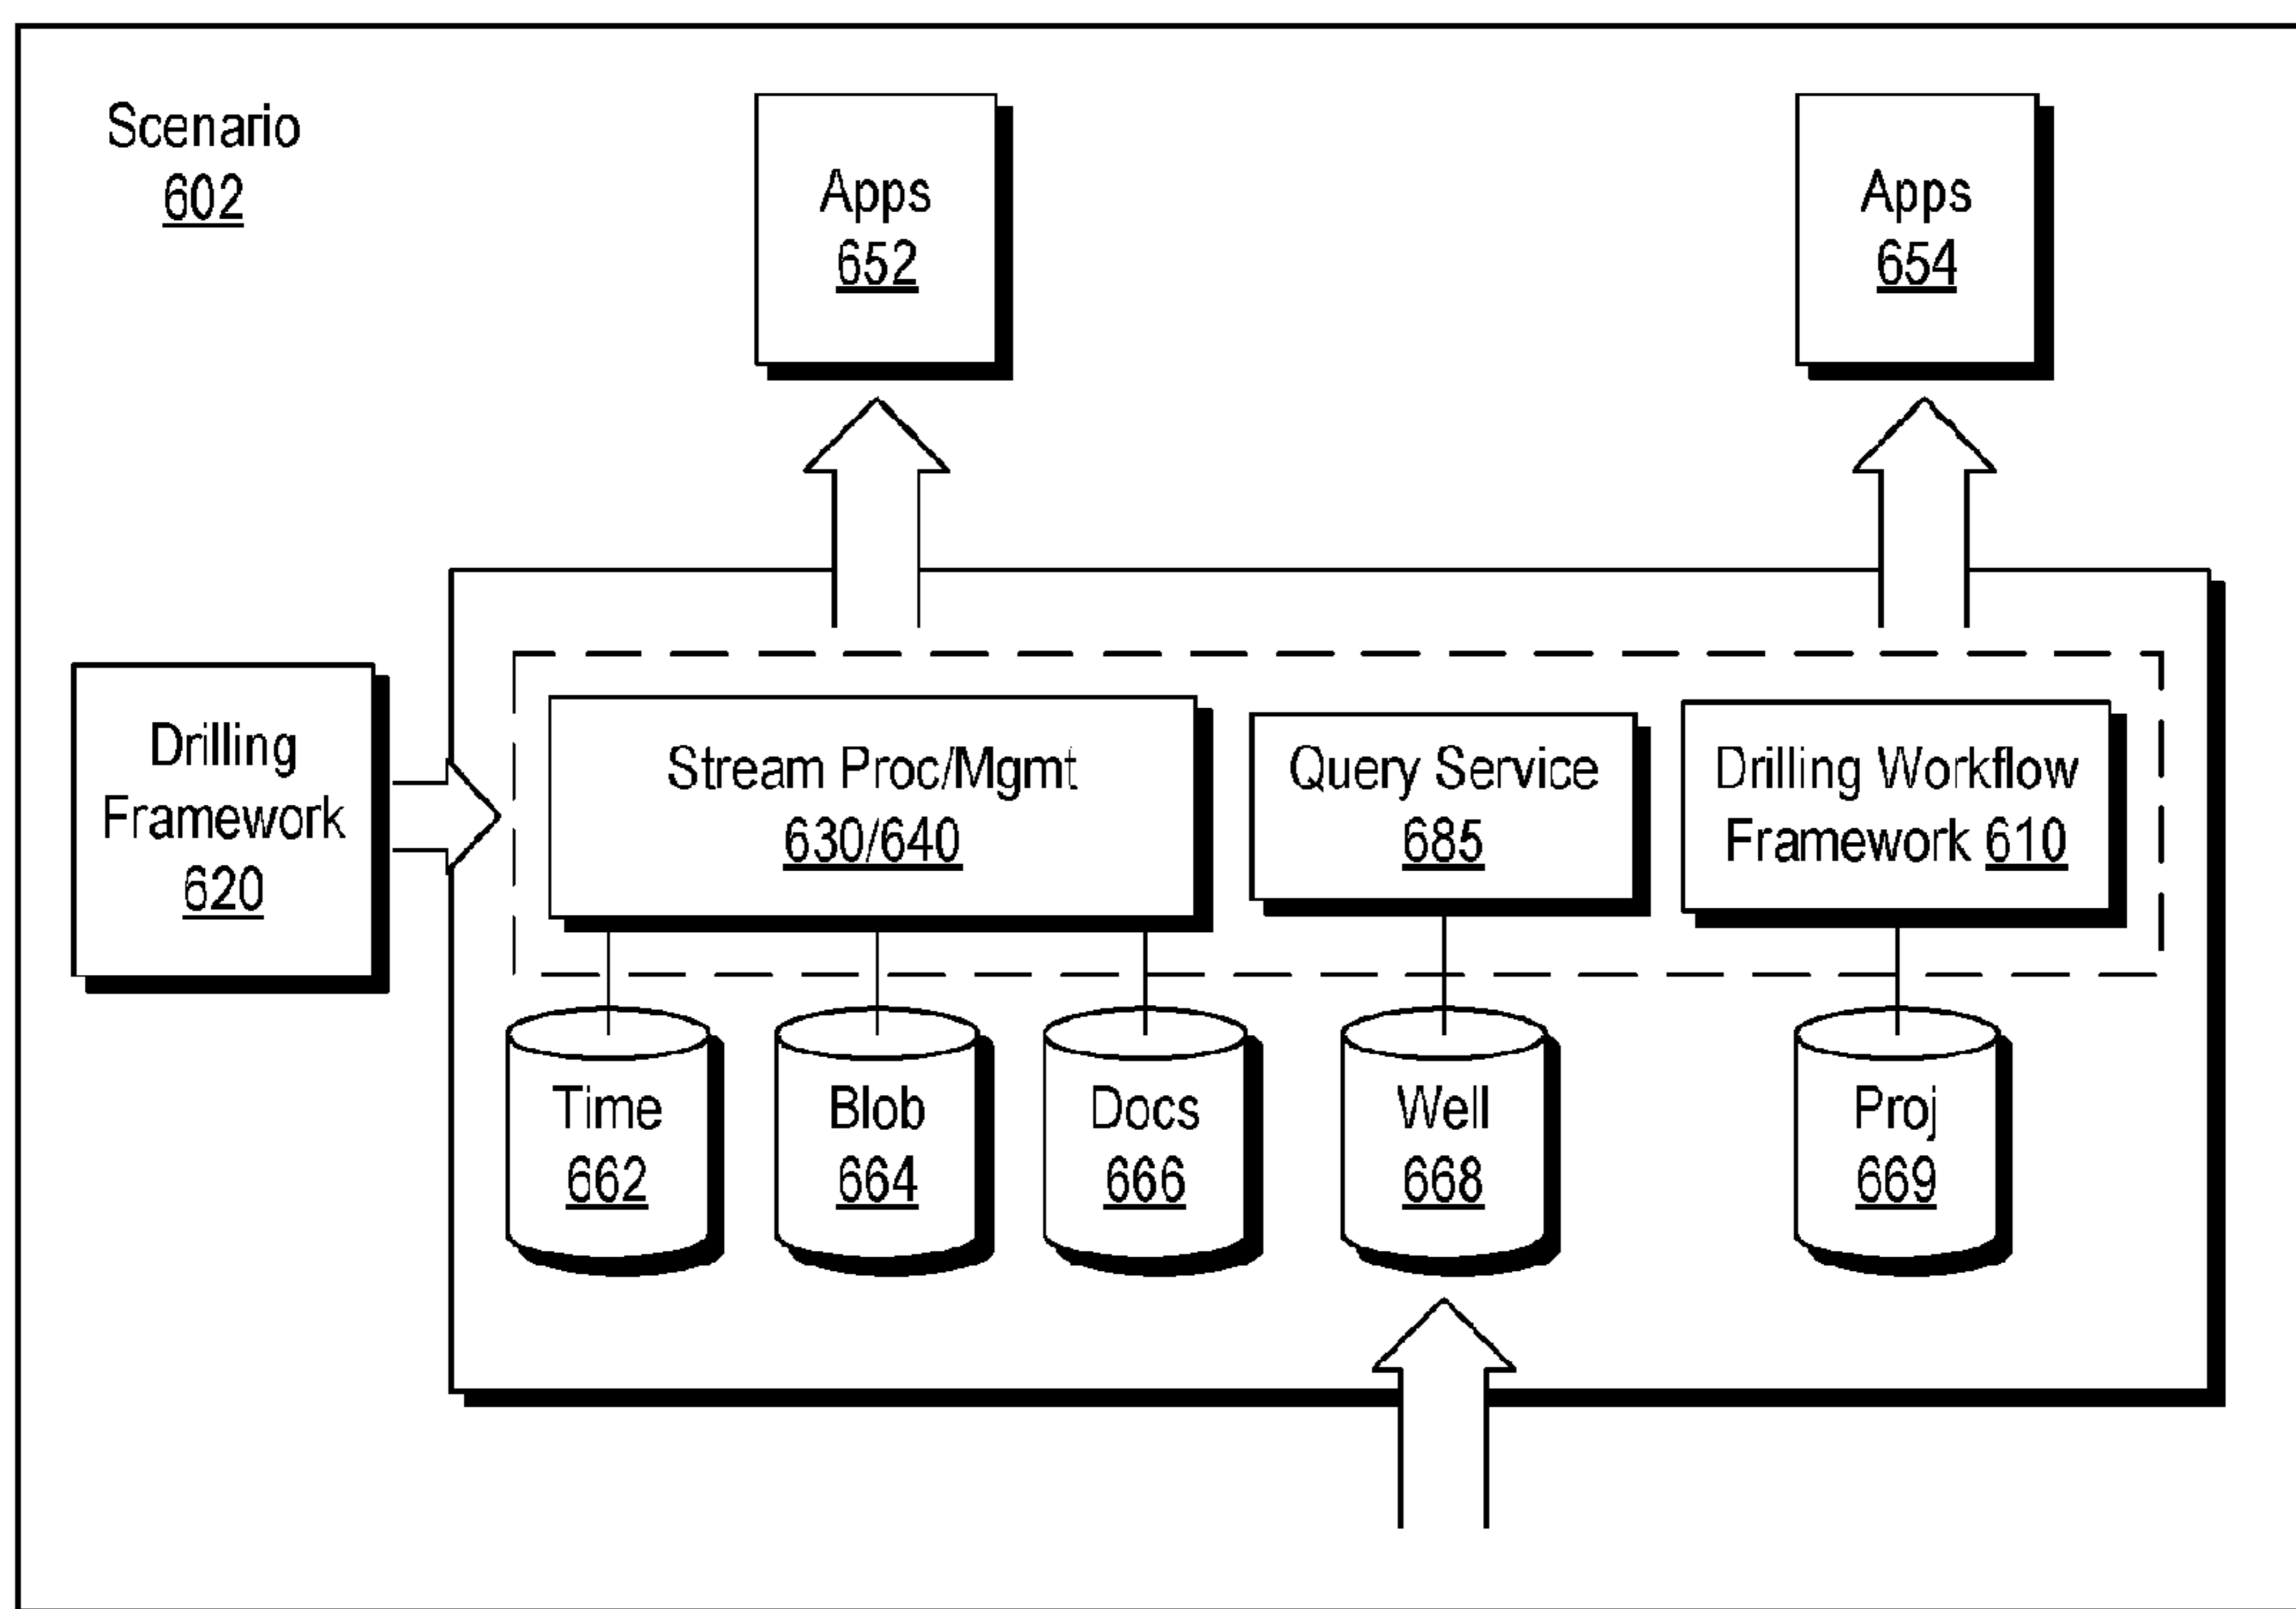 Scenario
602
Apps
652
Apps
654
Drilling
Framework
620
Stream Proc/Mgmt
630/640
Query Service
685
Drilling Workflow
Framework 610
Time
662
Blob
664
Docs
666
Well
668
Proj
669